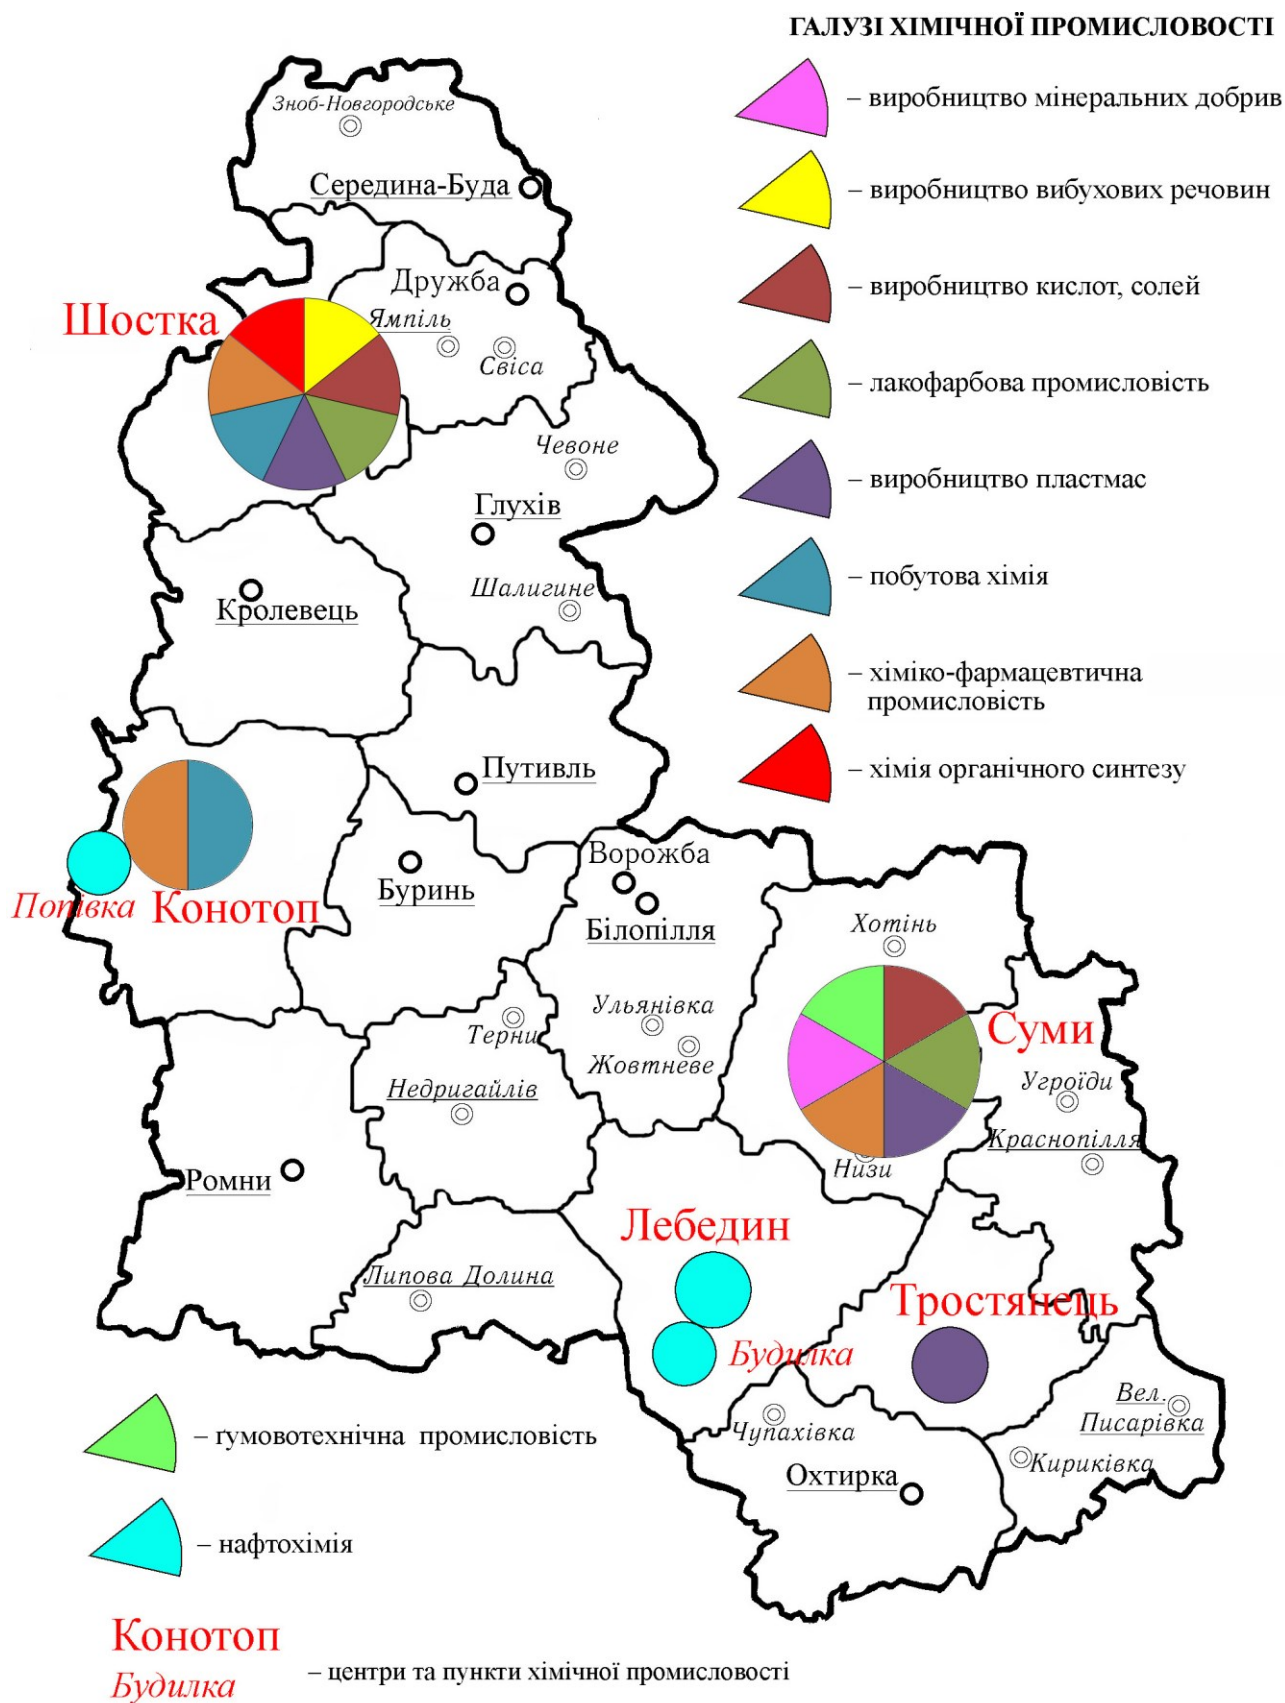 ГАЛУЗІ ХІМІЧНОЇ ПРОМИСЛОВОСТІ
– виробництво мінеральних добрив
– виробництво вибухових речовин
– виробництво кислот, солей
– лакофарбова промисловість
– виробництво пластмас
– побутова хімія
– хіміко-фармацевтична
промисловість
– хімія органічного синтезу
Зноб-Новгородське
Середина-Буда
Дружба
Шостка
Ямпіль
Свіса
Чевоне
Глухів
Шалигине
Кролевець
Путивль
Ворожба
Буринь
Попівка
Конотоп
Білопілля
Хотінь
Ульянівка
Терни
Суми
Жовтневе
Угроїди
Недригайлів
Краснопілля
Низи
Ромни
Лебедин
Липова Долина
Тростянець
Будилка
Вел.
Писарівка
Чупахівка
Кириківка
Охтирка
– ґумовотехнічна промисловість
– нафтохімія
Конотоп
Будилка
– центри та пункти хімічної промисловості